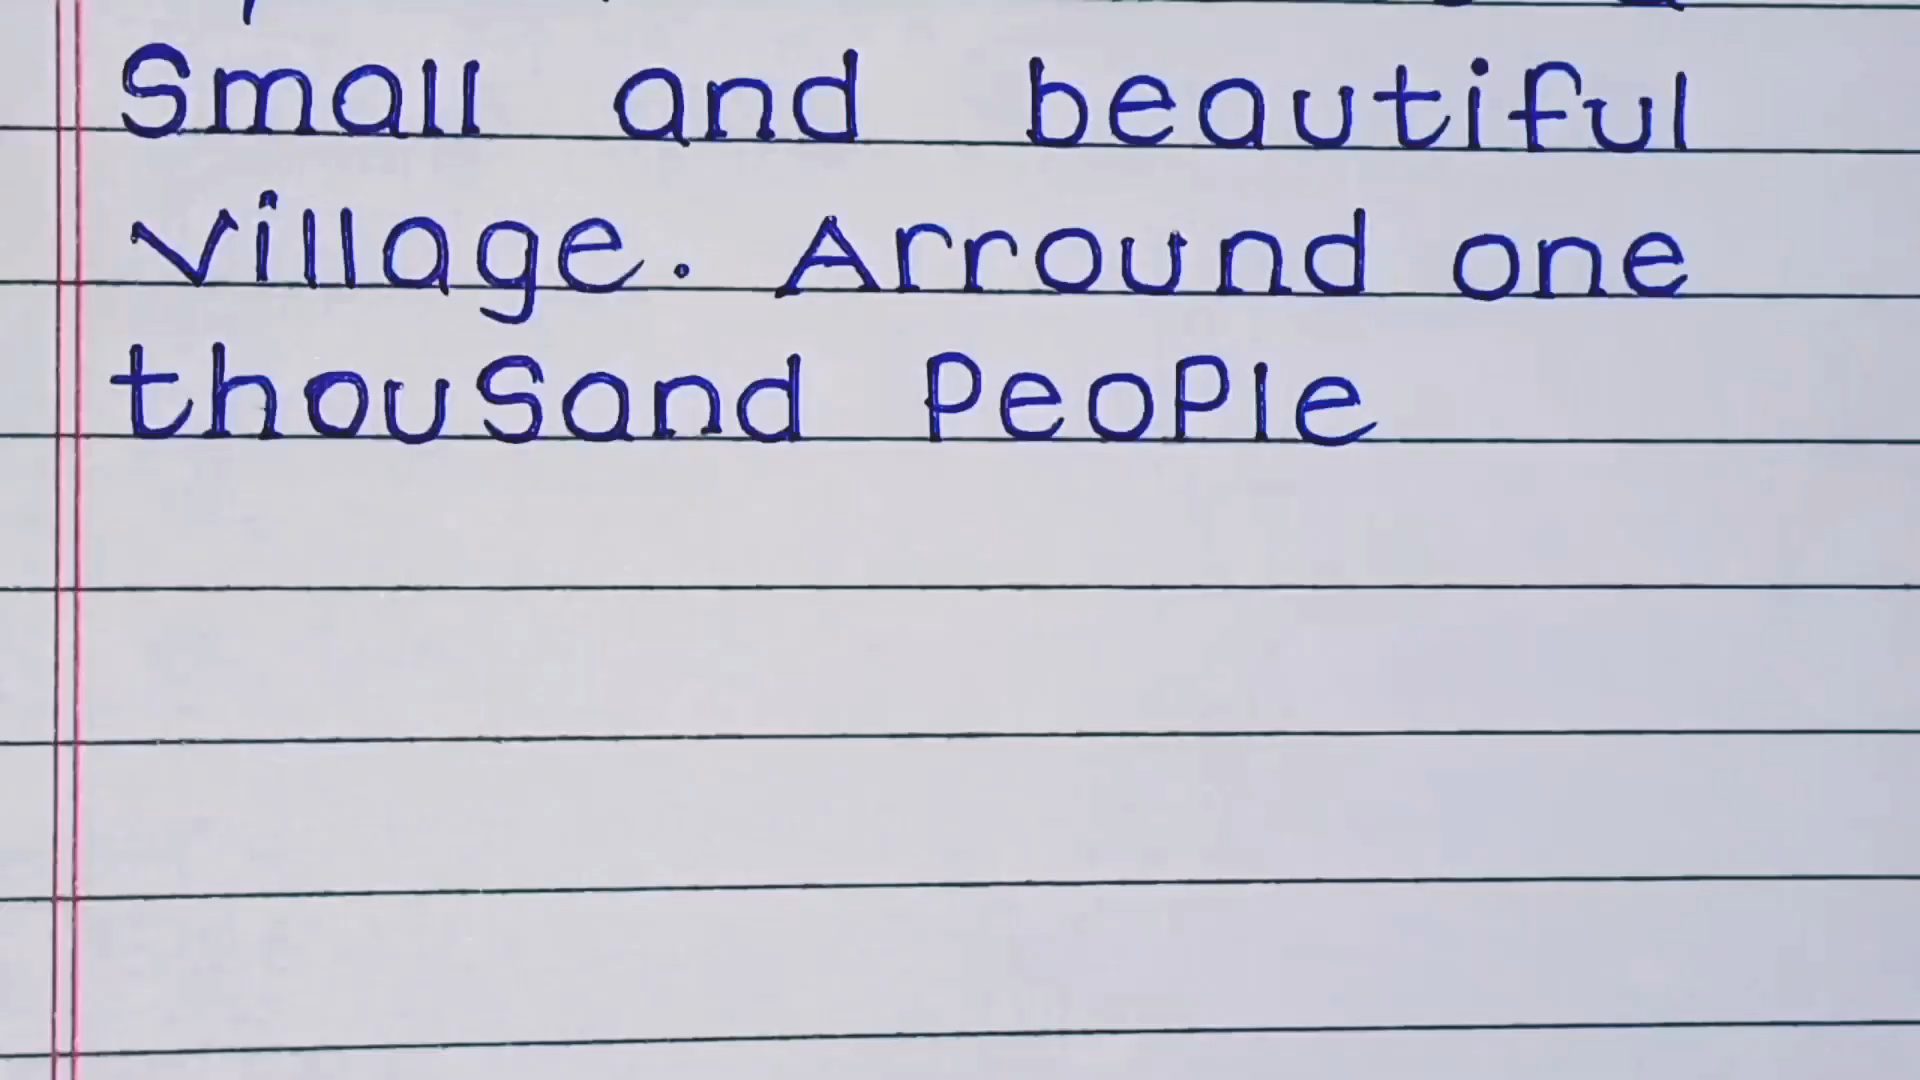 Small and beautiful
village. Arround one
thousand PeoPle